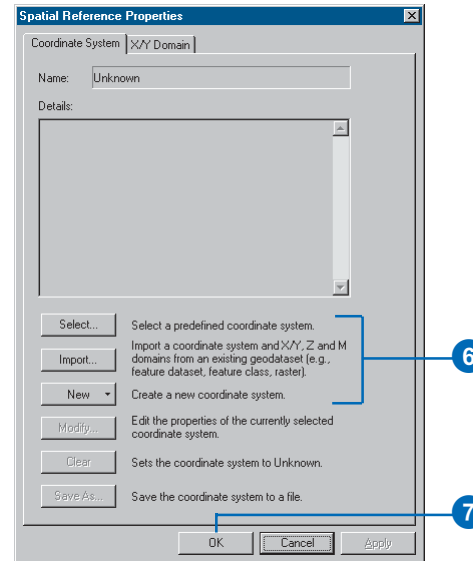 Spatial Reference Properties
Coordinate System
X/Y Domain
Name:
Unknown
Details:
Select...
Select a predefined coordinate system.
Import...
Import a coordinate system and X/Y, Z and M
domains from an existing geodataset (e.g.,
feature dataset, feature class, raster).
New
Create a new coordinate system.
Modify...
Edit the properties of the currently selected
coordinate system.
Clear
Sets the coordinate system to Unknown.
Save As...
Save the coordinate system to a file.
OK
Cancel
Apply
6
7